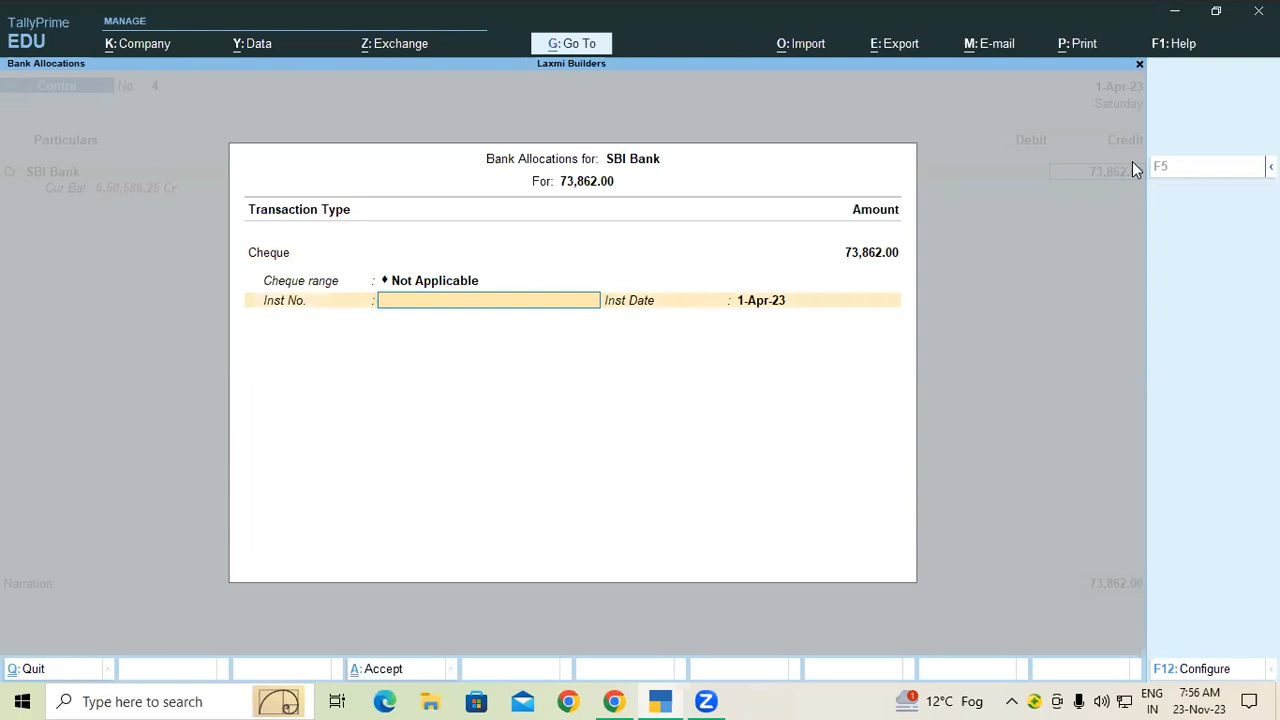 TallyPrime
EDU
MANAGE
K: Company
Y: Data
Z: Exchange
G: Go To
O: Import
E: Export
M: E-mail
P: Print
F1: Help
Bank Allocations
Laxmi Builders
×
Contra
No. 4
1-Apr-23
Saturday
Particulars
Debit
Credit
Cr SBI Bank
73,862.
Cur Bal: 6,50,586.25 Cr
F5
Bank Allocations for: SBI Bank
For: 73,862.00
Transaction Type
Amount
Cheque
73,862.00
Cheque range : ♦ Not Applicable
Inst No. :
Inst Date : 1-Apr-23
Narration
73,862.00
Q: Quit
A: Accept
F12: Configure
Type here to search
1
12°C Fog
ENG
IN
7:56 AM
23-Nov-23